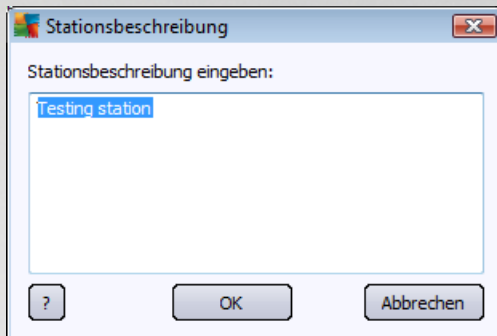 Stationsbeschreibung
Stationsbeschreibung eingeben:
Testing station
?
OK
Abbrechen